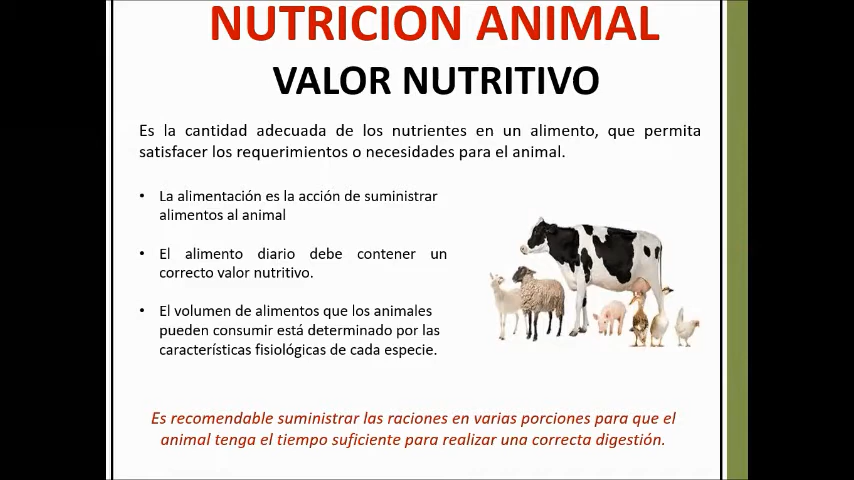 NUTRICION ANIMAL
VALOR NUTRITIVO
Es la cantidad adecuada de los nutrientes en un alimento, que permita
satisfacer los requerimientos o necesidades para el animal.
• La alimentación es la acción de suministrar
alimentos al animal
• El alimento diario debe contener un
correcto valor nutritivo.
• El volumen de alimentos que los animales
pueden consumir está determinado por las
características fisiológicas de cada especie.
Es recomendable suministrar las raciones en varias porciones para que el
animal tenga el tiempo suficiente para realizar una correcta digestión.